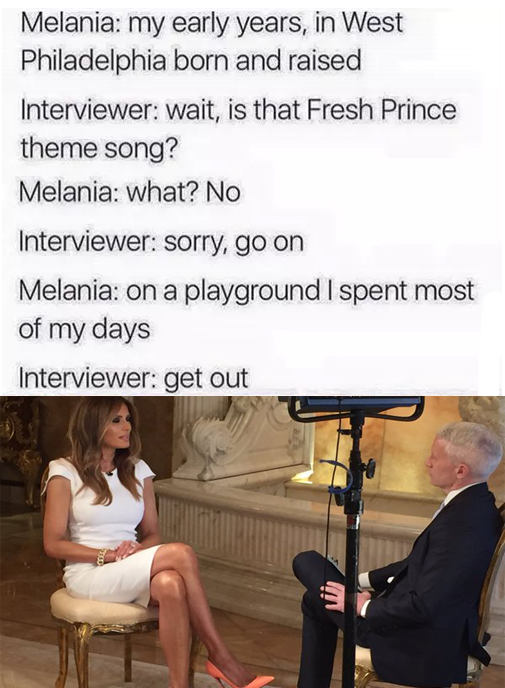 Melania: my early years, in West
Philadelphia born and raised
Interviewer: wait, is that Fresh Prince
theme song?
Melania: what? No
Interviewer: sorry, go on
Melania: on a playground I spent most
of my days
Interviewer: get out